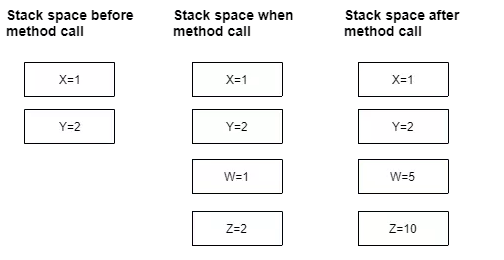 Stack space before
method call
X=1
Y=2
Stack space when
method call
X=1
Y=2
W=1
Z=2
Stack space after
method call
X=1
Y=2
W=5
Z=10